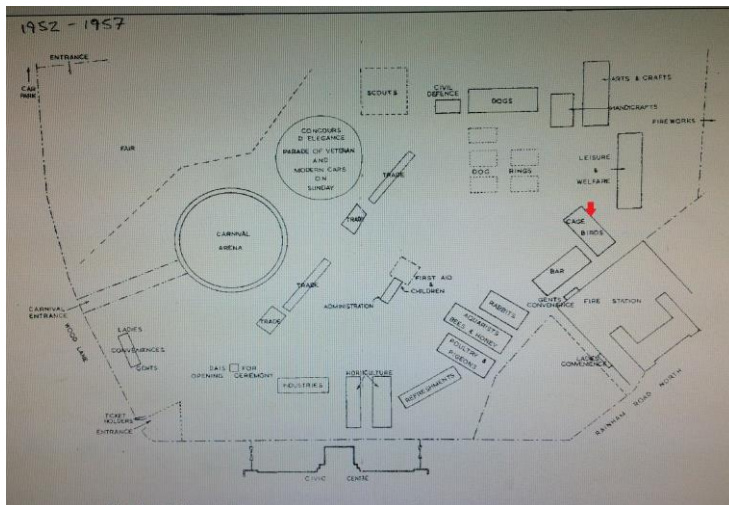 1952 - 1957
ENTRANCE
CAR
PARK
FAIR
SCOUTS
CIVIL
DEFENCE
DOGS
ARTS & CRAFTS
HANDICRAFTS
FIREWORKS
CONCOURS
D'ELEGANCE
PARADE OF VETERAN
AND
MODERN CARS
ON
SUNDAY
TRADE
DOG RINGS
LEISURE
&
WELFARE
TRADE
CAGE
BIRDS
CARNIVAL
ARENA
BAR
TRADE
FIRST AID
&
CHILDREN
ADMINISTRATION
GENTS
CONVENIENCE
FIRE STATION
CARNIVAL
ENTRANCE
WOOD LANE
TRADE
RABBITS
AQUARISTS
BEES & HONEY
POULTRY &
PIGEONS
LADIES
CONVENIENCES
GENTS
DAIS FOR
OPENING CEREMONY
INDUSTRIES
HORTICULTURE
REFRESHMENTS
LADIES
CONVENIENCE
RAINHAM ROAD NORTH
TICKET
HOLDERS
ENTRANCE
CIVIC CENTRE